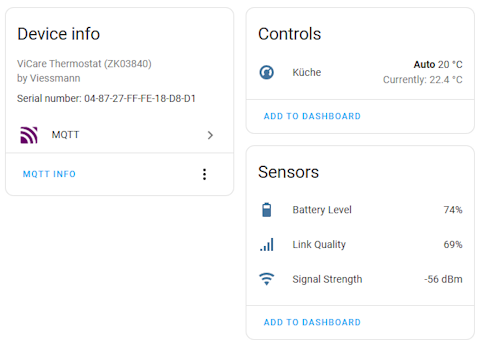 Device info
ViCare Thermostat (ZK03840)
by Viessmann
Serial number: 04-87-27-FF-FE-18-D8-D1
MQTT
MQTT INFO
Controls
Küche
Auto 20 °C
Currently: 22.4 °C
ADD TO DASHBOARD
Sensors
Battery Level 74%
Link Quality 69%
Signal Strength -56 dBm
ADD TO DASHBOARD